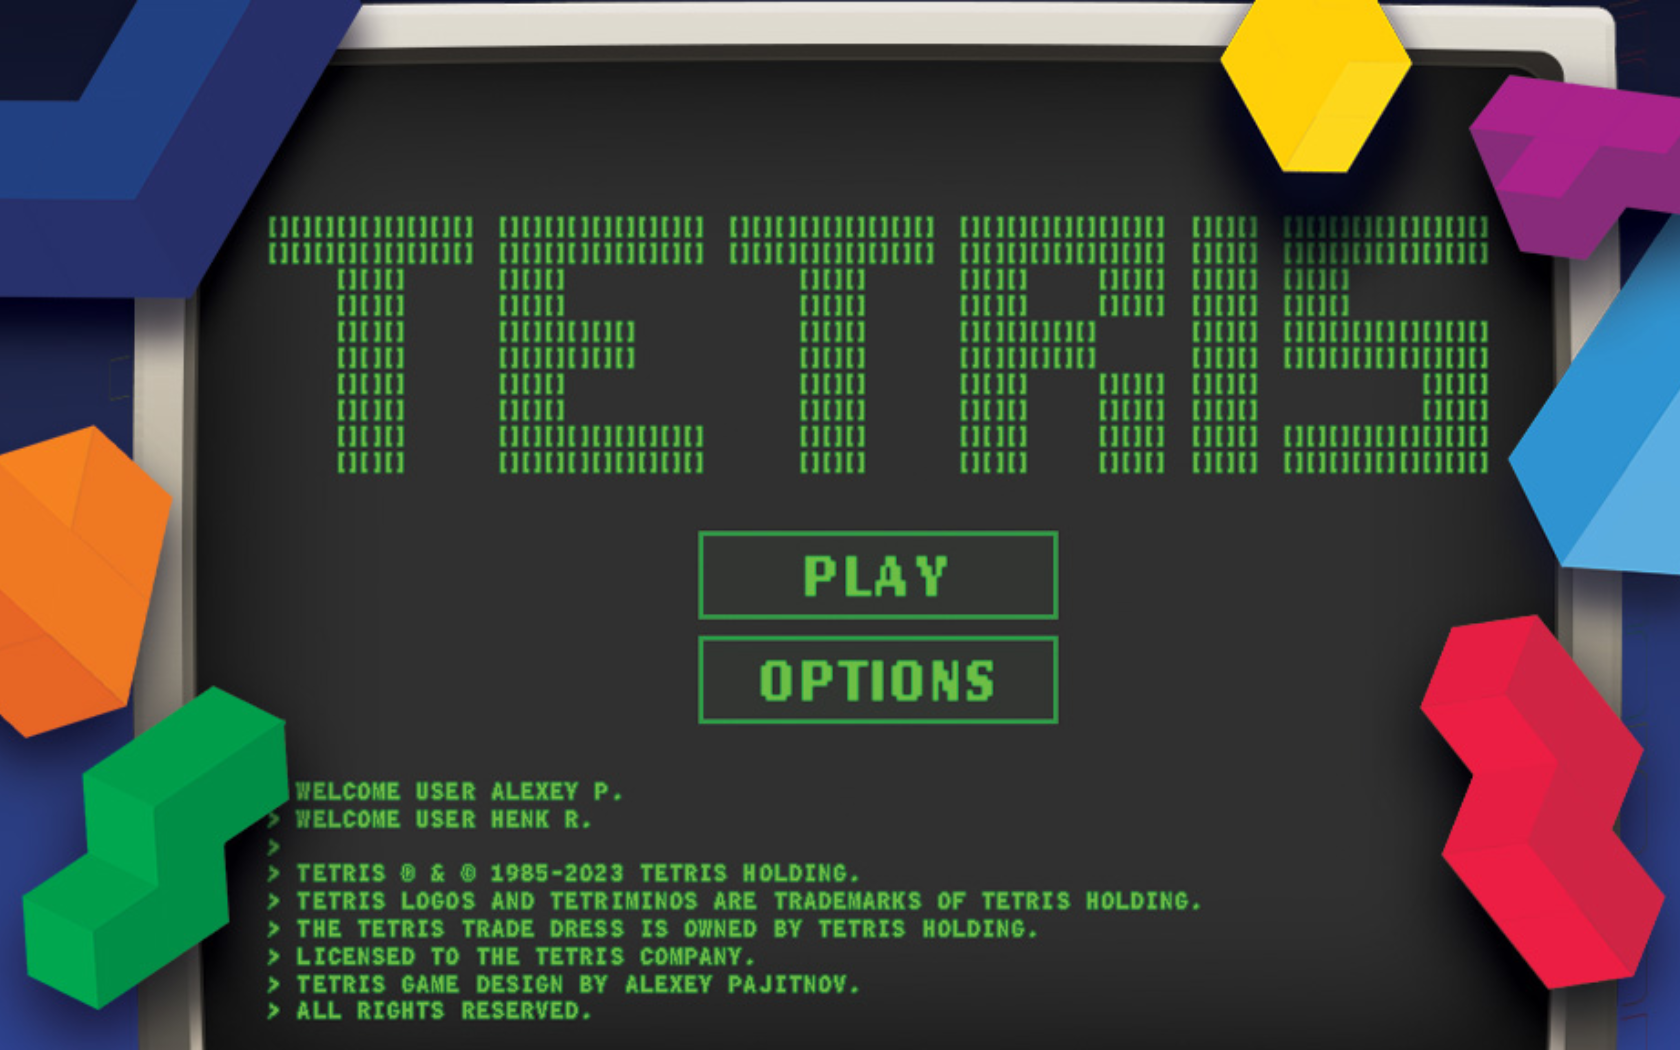 TETRIS
PLAY
OPTIONS
WELCOME USER ALEXEY P.
> WELCOME USER HENK R.
>
> TETRIS ® & © 1985-2023 TETRIS HOLDING.
> TETRIS LOGOS AND TETRIMINOS ARE TRADEMARKS OF TETRIS HOLDING.
> THE TETRIS TRADE DRESS IS OWNED BY TETRIS HOLDING.
> LICENSED TO THE TETRIS COMPANY.
> TETRIS GAME DESIGN BY ALEXEY PAJITNOV.
> ALL RIGHTS RESERVED.